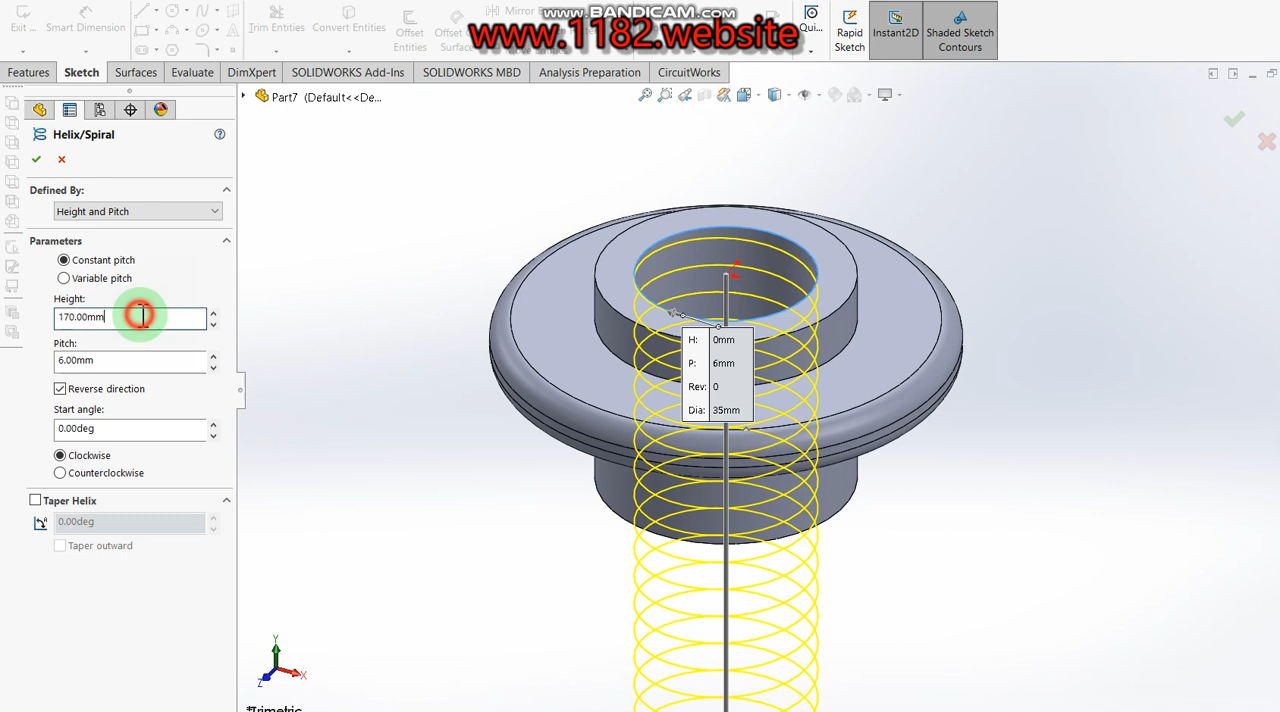 www.BANDICAM.com
www.1182.website
Exit ...
Smart Dimension
Trim Entities
Convert Entities
Offset
Entities
Mirror
Qui...
Rapid
Sketch
Instant2D
Shaded Sketch
Contours
Features
Sketch
Surfaces
Evaluate
DimXpert
SOLIDWORKS Add-Ins
SOLIDWORKS MBD
Analysis Preparation
CircuitWorks
Part7 (Default<<De...
Helix/Spiral
Defined By:
Height and Pitch
Parameters
Constant pitch
Variable pitch
Height:
170.00mm
Pitch:
6.00mm
Reverse direction
Start angle:
0.00deg
Clockwise
Counterclockwise
Taper Helix
0.00deg
Taper outward
H: 0mm
P: 6mm
Rev: 0
Dia: 35mm
Y
X
Z
*Trimetric